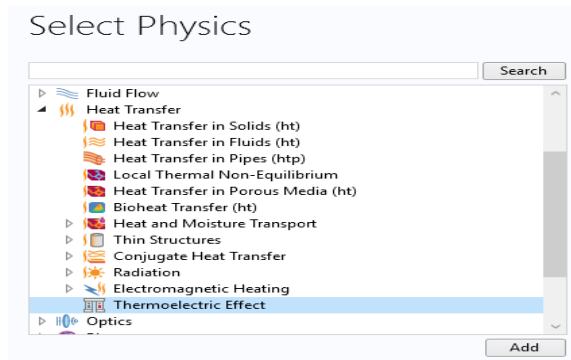 Select Physics
Search
Fluid Flow
Heat Transfer
Heat Transfer in Solids (ht)
Heat Transfer in Fluids (ht)
Heat Transfer in Pipes (htp)
Local Thermal Non-Equilibrium
Heat Transfer in Porous Media (ht)
Bioheat Transfer (ht)
Heat and Moisture Transport
Thin Structures
Conjugate Heat Transfer
Radiation
Electromagnetic Heating
Thermoelectric Effect
Optics
Add